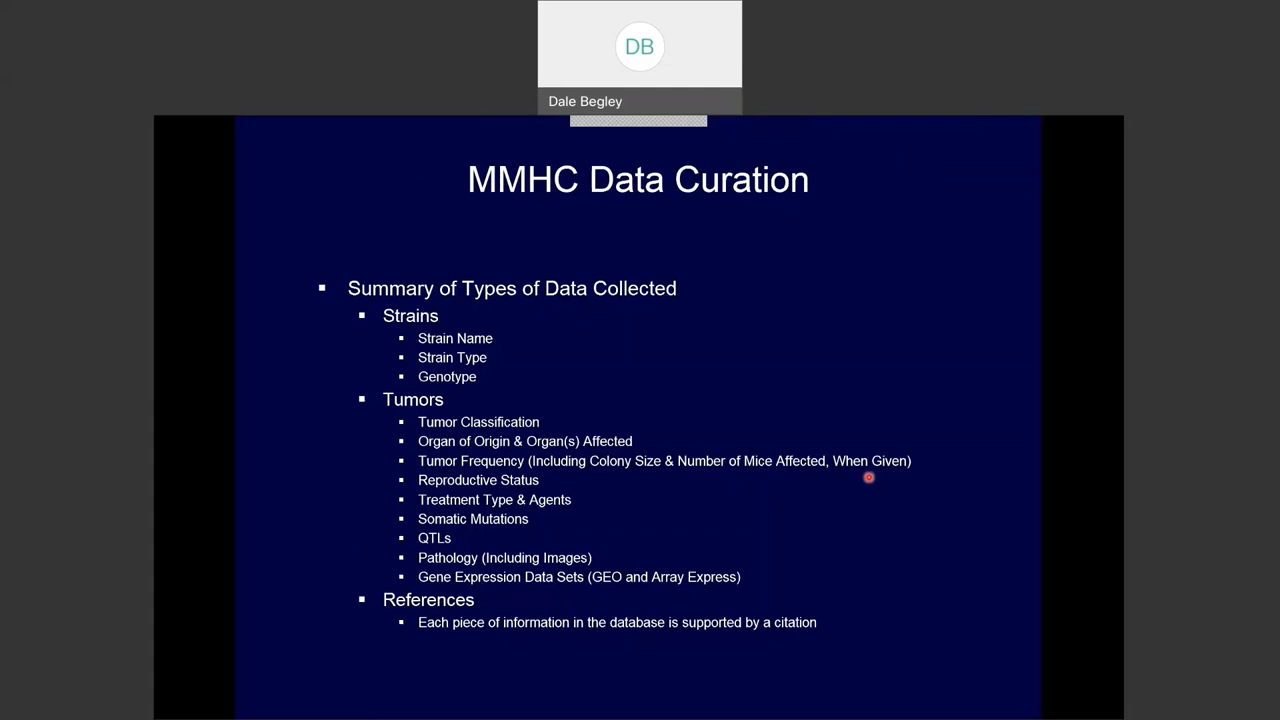 DB
Dale Begley
MMHC Data Curation
Summary of Types of Data Collected
Strains
Strain Name
Strain Type
Genotype
Tumors
Tumor Classification
Organ of Origin & Organ(s) Affected
Tumor Frequency (Including Colony Size & Number of Mice Affected, When Given)
Reproductive Status
Treatment Type & Agents
Somatic Mutations
QTLs
Pathology (Including Images)
Gene Expression Data Sets (GEO and Array Express)
References
Each piece of information in the database is supported by a citation